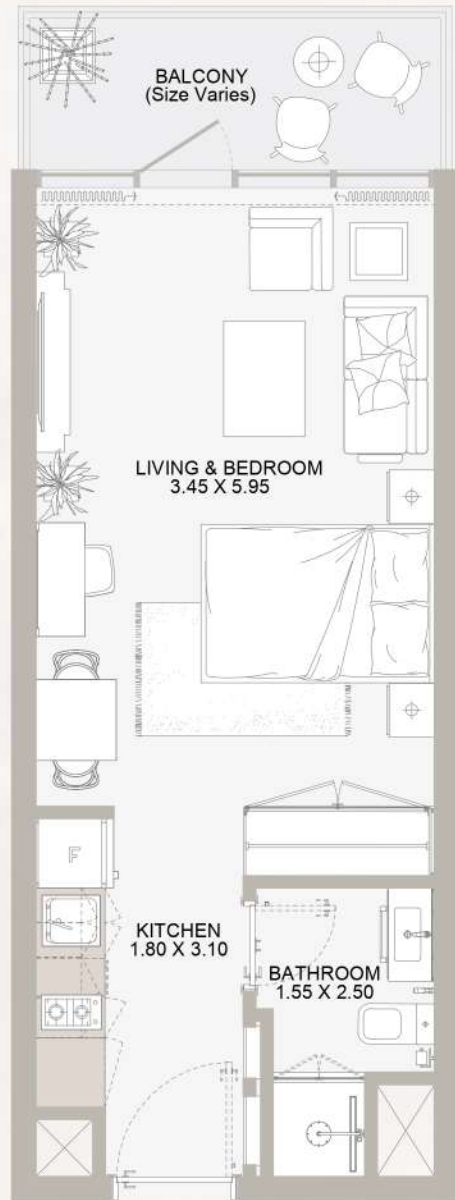 BALCONY
(Size Varies)
LIVING & BEDROOM
3.45 X 5.95
F
KITCHEN
1.80 X 3.10
BATHROOM
1.55 X 2.50